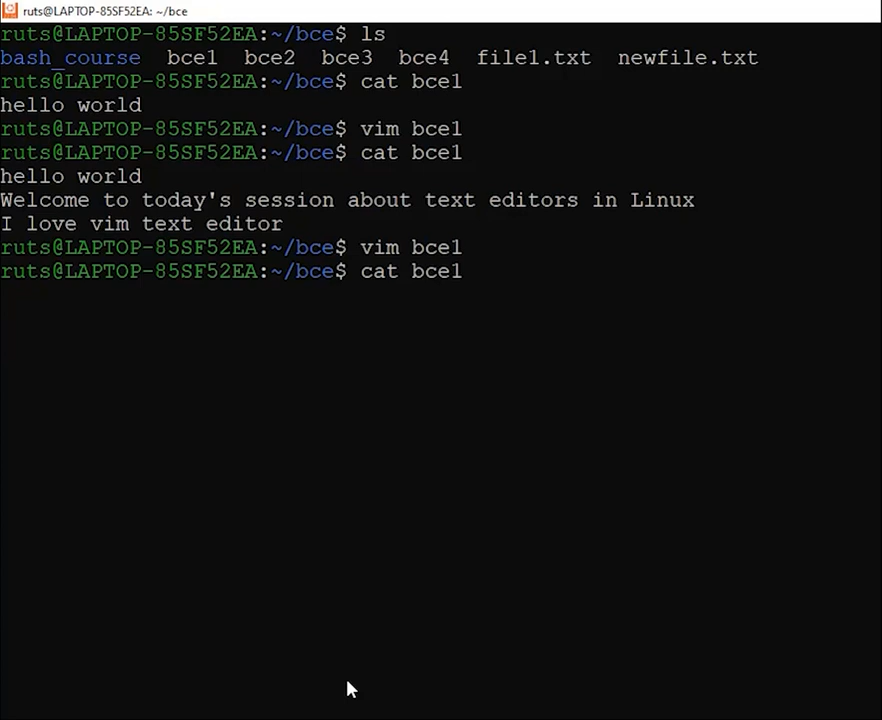 ruts@LAPTOP-85SF52EA: ~/bce
ruts@LAPTOP-85SF52EA:~/bce$ ls
bash_course  bce1  bce2  bce3  bce4  file1.txt  newfile.txt
ruts@LAPTOP-85SF52EA:~/bce$ cat bce1
hello world
ruts@LAPTOP-85SF52EA:~/bce$ vim bce1
ruts@LAPTOP-85SF52EA:~/bce$ cat bce1
hello world
Welcome to today's session about text editors in Linux
I love vim text editor
ruts@LAPTOP-85SF52EA:~/bce$ vim bce1
ruts@LAPTOP-85SF52EA:~/bce$ cat bce1